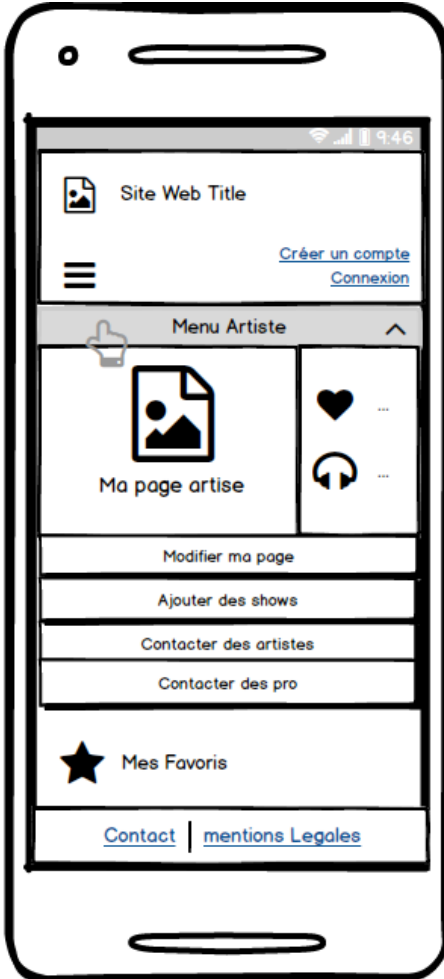 9:46
Site Web Title
Créer un compte
Connexion
Menu Artiste
...
Ma page artise
...
Modifier ma page
Ajouter des shows
Contacter des artistes
Contacter des pro
Mes Favoris
Contact | mentions Legales